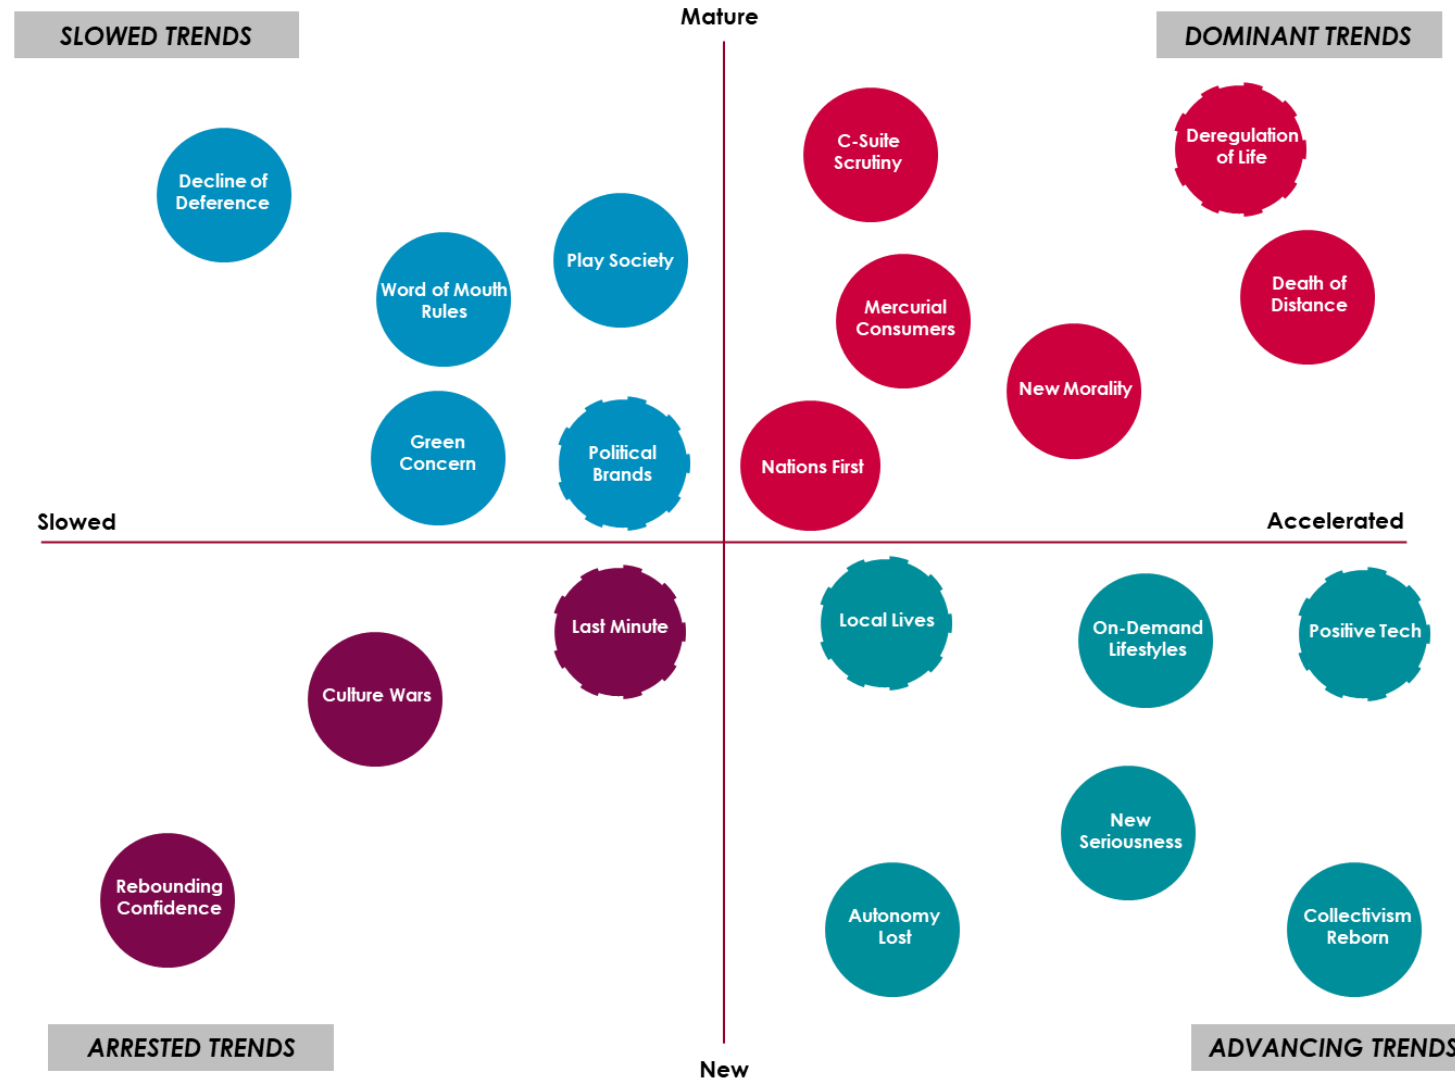 SLOWED TRENDS
Mature
DOMINANT TRENDS
Decline of
Deference
Word of Mouth
Rules
Play Society
Green
Concern
Political
Brands
C-Suite
Scrutiny
Deregulation
of Life
Mercurial
Consumers
Death of
Distance
New Morality
Nations First
Slowed
Accelerated
Last Minute
Culture Wars
Rebounding
Confidence
Local Lives
On-Demand
Lifestyles
Positive Tech
New
Seriousness
Autonomy
Lost
Collectivism
Reborn
ARRESTED TRENDS
New
ADVANCING TRENDS